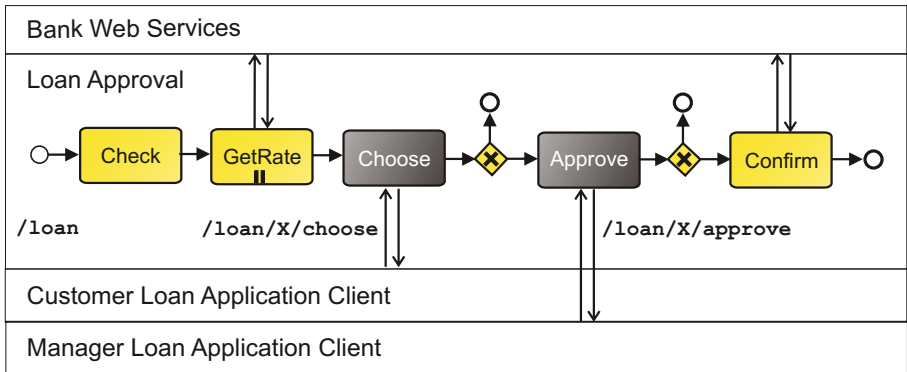 Bank Web Services
Loan Approval
Check
GetRate
Choose
Approve
Confirm
/loan
/loan/X/choose
/loan/X/approve
Customer Loan Application Client
Manager Loan Application Client